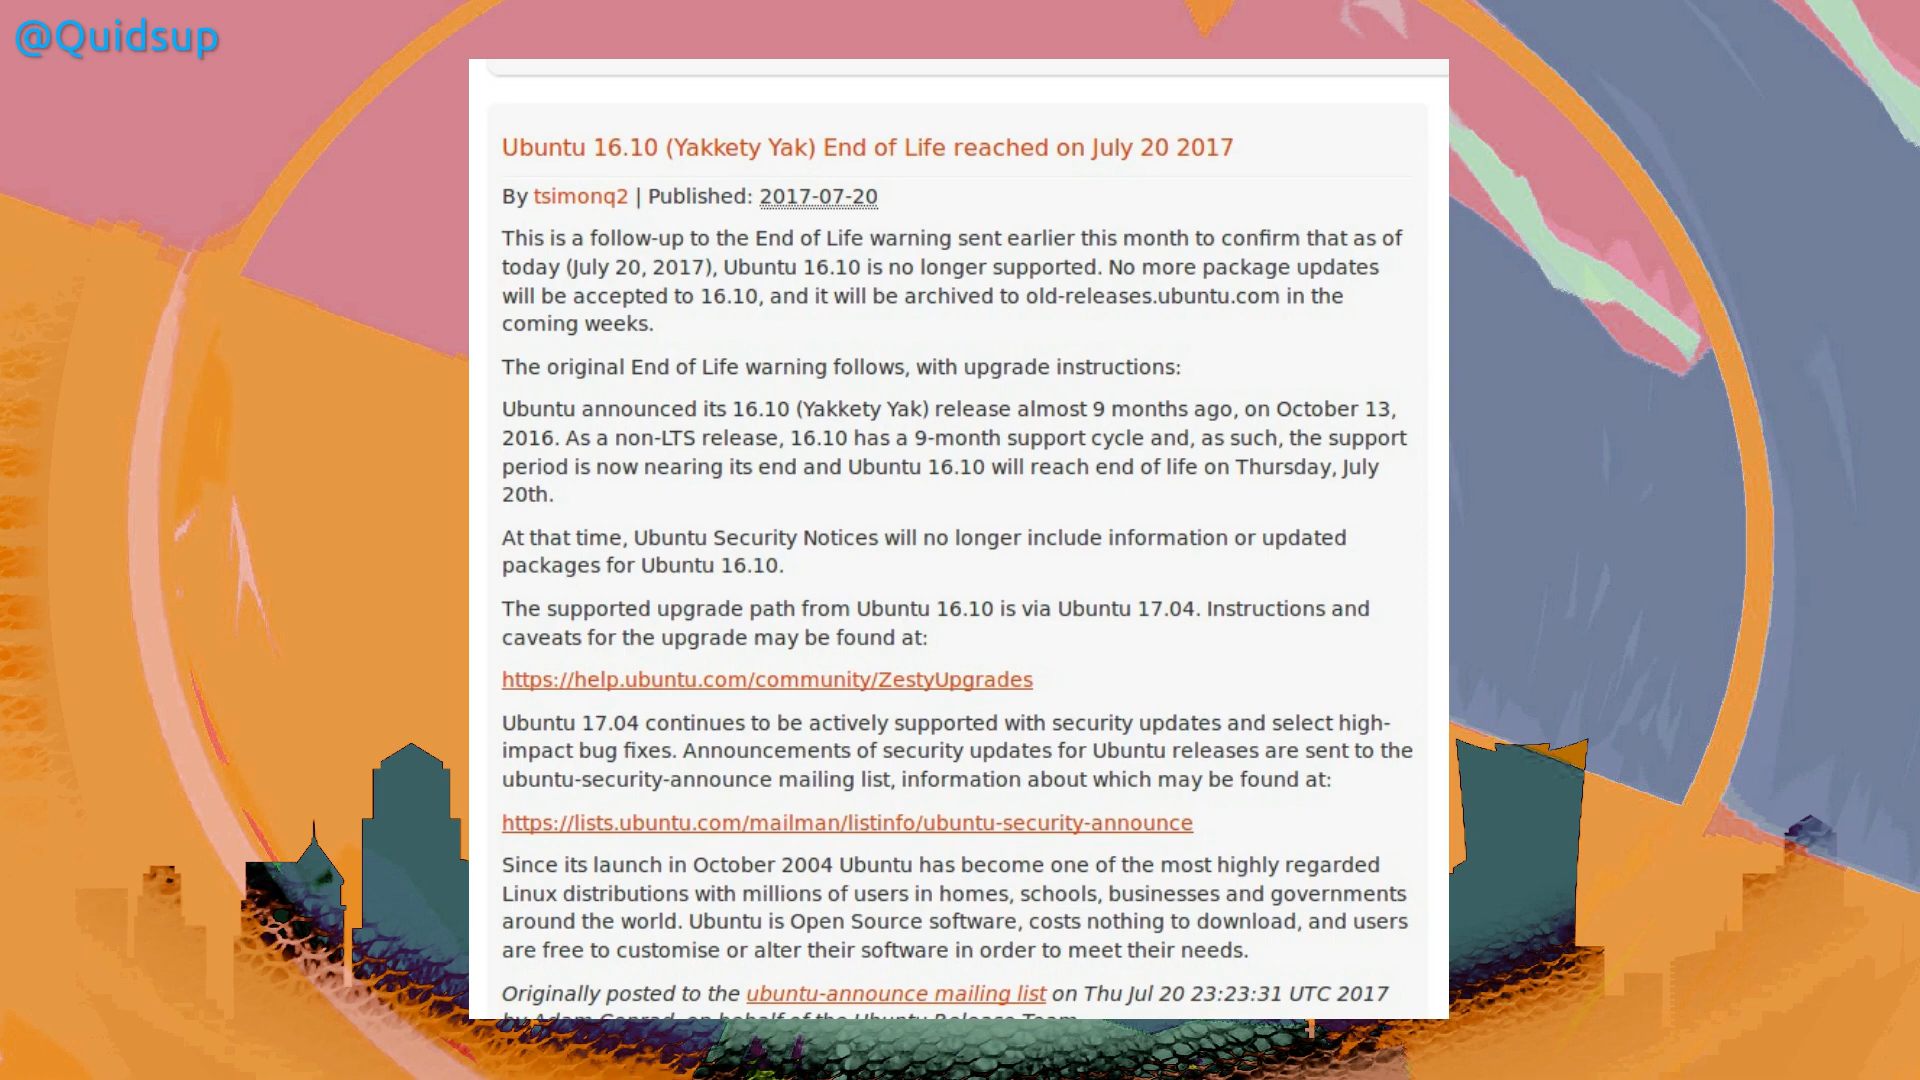 @Quidsup
Ubuntu 16.10 (Yakkety Yak) End of Life reached on July 20 2017
By tsimonq2 | Published: 2017-07-20
This is a follow-up to the End of Life warning sent earlier this month to confirm that as of
today (July 20, 2017), Ubuntu 16.10 is no longer supported. No more package updates
will be accepted to 16.10, and it will be archived to old-releases.ubuntu.com in the
coming weeks.
The original End of Life warning follows, with upgrade instructions:
Ubuntu announced its 16.10 (Yakkety Yak) release almost 9 months ago, on October 13,
2016. As a non-LTS release, 16.10 has a 9-month support cycle and, as such, the support
period is now nearing its end and Ubuntu 16.10 will reach end of life on Thursday, July
20th.
At that time, Ubuntu Security Notices will no longer include information or updated
packages for Ubuntu 16.10.
The supported upgrade path from Ubuntu 16.10 is via Ubuntu 17.04. Instructions and
caveats for the upgrade may be found at:
https://help.ubuntu.com/community/ZestyUpgrades
Ubuntu 17.04 continues to be actively supported with security updates and select high-
impact bug fixes. Announcements of security updates for Ubuntu releases are sent to the
ubuntu-security-announce mailing list, information about which may be found at:
https://lists.ubuntu.com/mailman/listinfo/ubuntu-security-announce
Since its launch in October 2004 Ubuntu has become one of the most highly regarded
Linux distributions with millions of users in homes, schools, businesses and governments
around the world. Ubuntu is Open Source software, costs nothing to download, and users
are free to customise or alter their software in order to meet their needs.
Originally posted to the ubuntu-announce mailing list on Thu Jul 20 23:23:31 UTC 2017
by Adam Conrad, on behalf of the Ubuntu Release Team